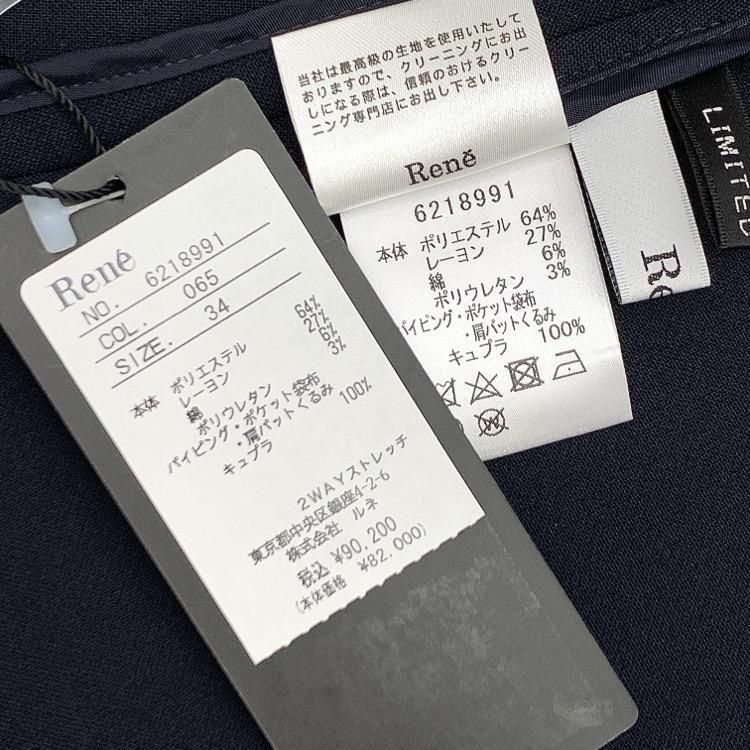 当社は最高級の生地を使用して
おりますので、クリーニングにお出
しになる際は、信頼のおけるクリー
ニング専門店にお出し下さい。
René
6218991
本体 ポリエステル 64%
レーヨン 27%
綿 6%
ポリウレタン 3%
パイピング・ポケット袋布
・肩パットくるみ
キュプラ 100%
LIMITED
Re
René
NO. 6218991
COL. 065
SIZE. 34
本体 ポリエステル 64%
レーヨン 27%
綿 6%
ポリウレタン 3%
パイピング・ポケット袋布
・肩パットくるみ
キュプラ 100%
2WAYストレッチ
東京都中央区銀座4-2-6
株式会社 ルネ
税込 ¥90,200
(本体価格 ¥82,000)